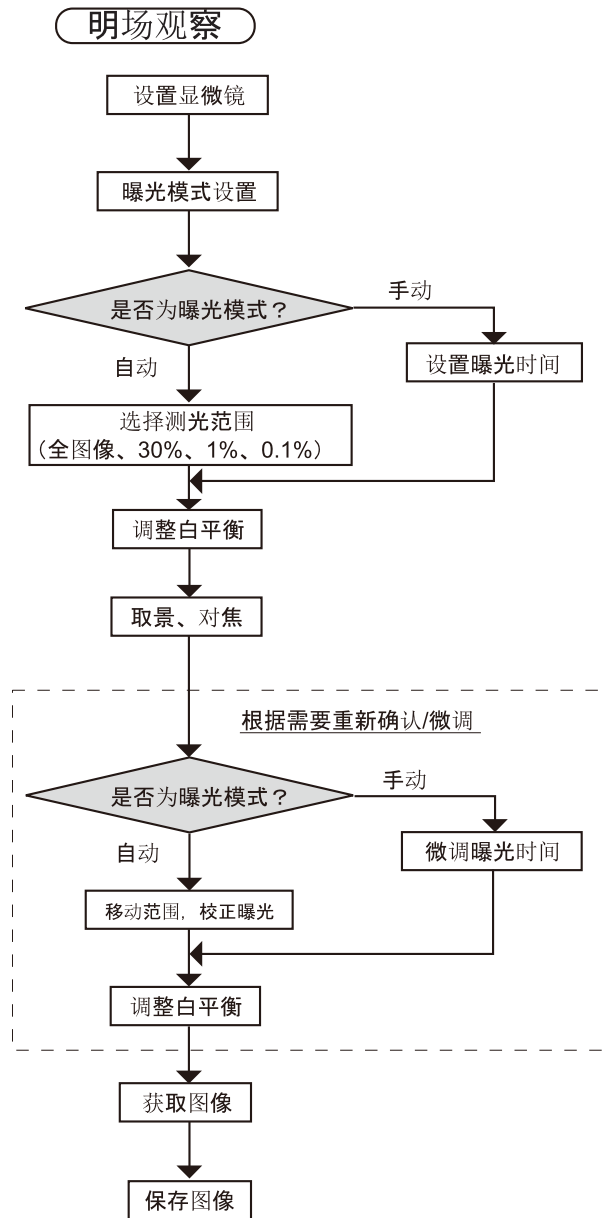 明场观察
设置显微镜
曝光模式设置
是否为曝光模式？
手动
自动
设置曝光时间
选择测光范围
（全图像、30%、1%、0.1%）
调整白平衡
取景、对焦
根据需要重新确认/微调
是否为曝光模式？
手动
自动
微调曝光时间
移动范围，校正曝光
调整白平衡
获取图像
保存图像